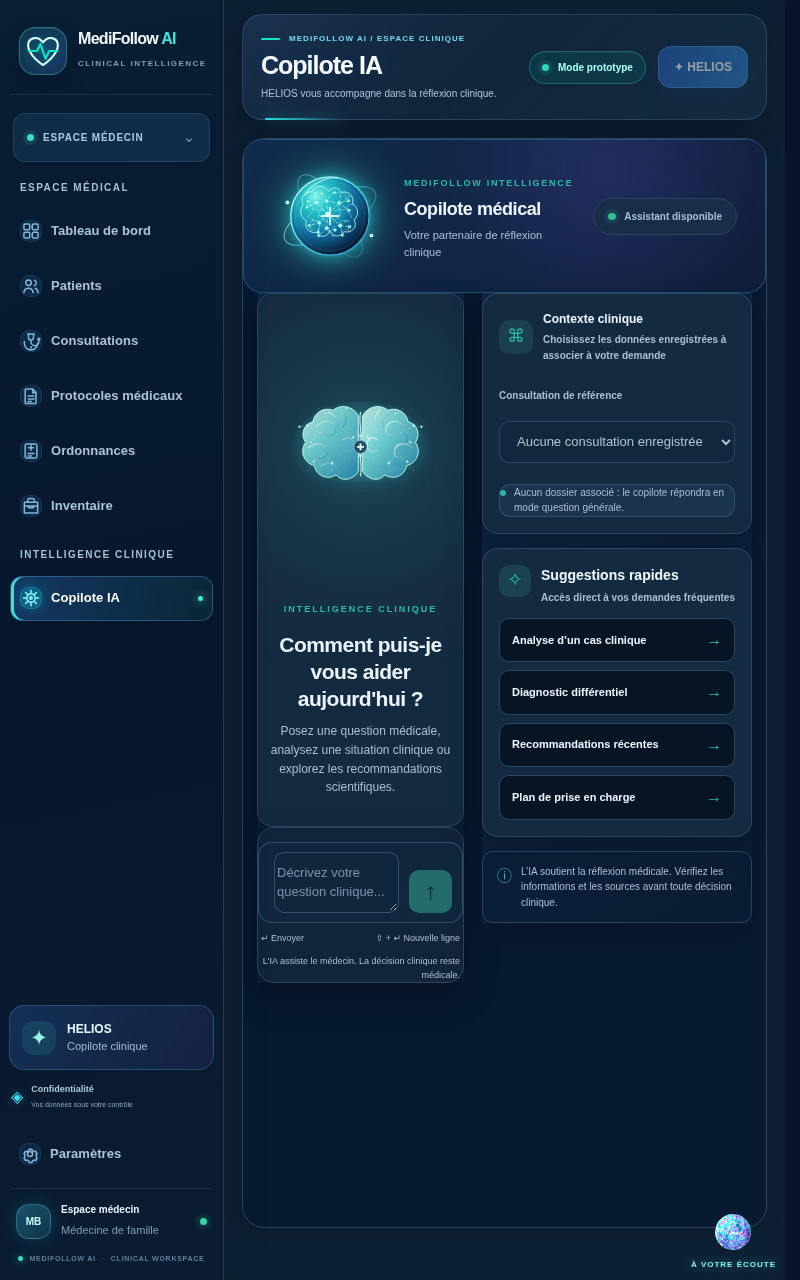 MediFollow AI
CLINICAL INTELLIGENCE
ESPACE MÉDECIN
ESPACE MÉDICAL
Tableau de bord
Patients
Consultations
Protocoles médicaux
Ordonnances
Inventaire
INTELLIGENCE CLINIQUE
Copilote IA
HELIOS
Copilote clinique
Confidentialité
Vos données sous votre contrôle
Paramètres
MB
Espace médecin
Médecine de famille
MEDIFOLLOW AI · CLINICAL WORKSPACE
MEDIFOLLOW AI / ESPACE CLINIQUE
Copilote IA
HELIOS vous accompagne dans la réflexion clinique.
Mode prototype
✦ HELIOS
MEDIFOLLOW INTELLIGENCE
Copilote médical
Votre partenaire de réflexion
clinique
Assistant disponible
INTELLIGENCE CLINIQUE
Comment puis-je
vous aider
aujourd'hui ?
Posez une question médicale,
analysez une situation clinique ou
explorez les recommandations
scientifiques.
Décrivez votre
question clinique...
↑
↵ Envoyer
⇧ + ↵ Nouvelle ligne
L'IA assiste le médecin. La décision clinique reste
médicale.
Contexte clinique
Choisissez les données enregistrées à
associer à votre demande
Consultation de référence
Aucune consultation enregistrée
Aucun dossier associé : le copilote répondra en
mode question générale.
Suggestions rapides
Accès direct à vos demandes fréquentes
Analyse d'un cas clinique →
Diagnostic différentiel →
Recommandations récentes →
Plan de prise en charge →
L'IA soutient la réflexion médicale. Vérifiez les
informations et les sources avant toute décision
clinique.
À VOTRE ÉCOUTE